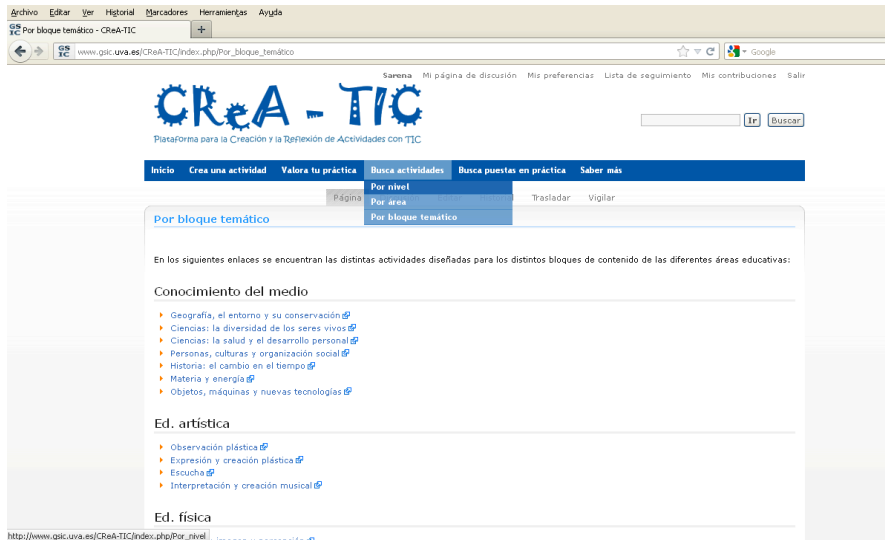 Archivo Editar Ver Historial Marcadores Herramientas Ayuda
GSIC Por bloque temático - CReA-TIC +
GSIC www.gsic.uva.es/CReA-TIC/index.php/Por_bloque_temático Google
Sarena Mi página de discusión Mis preferencias Lista de seguimiento Mis contribuciones Salir
CReA - TIC
Plataforma para la Creación y la Reflexión de Actividades con TIC
Ir Buscar
Inicio Crea una actividad Valora tu práctica Busca actividades Busca puestas en práctica Saber más
Por nivel
Por área
Por bloque temático
Página Trasladar Vigilar
Por bloque temático
En los siguientes enlaces se encuentran las distintas actividades diseñadas para los distintos bloques de contenido de las diferentes áreas educativas:
Conocimiento del medio
Geografía, el entorno y su conservación
Ciencias: la diversidad de los seres vivos
Ciencias: la salud y el desarrollo personal
Personas, culturas y organización social
Historia: el cambio en el tiempo
Materia y energía
Objetos, máquinas y nuevas tecnologías
Ed. artística
Observación plástica
Expresión y creación plástica
Escucha
Interpretación y creación musical
Ed. física
http://www.gsic.uva.es/CReA-TIC/index.php/Por_nivel